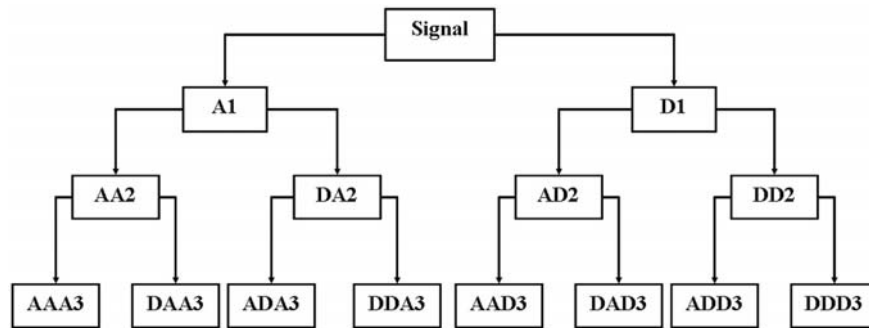 Signal
A1
D1
AA2
DA2
AD2
DD2
AAA3
DAA3
ADA3
DDA3
AAD3
DAD3
ADD3
DDD3